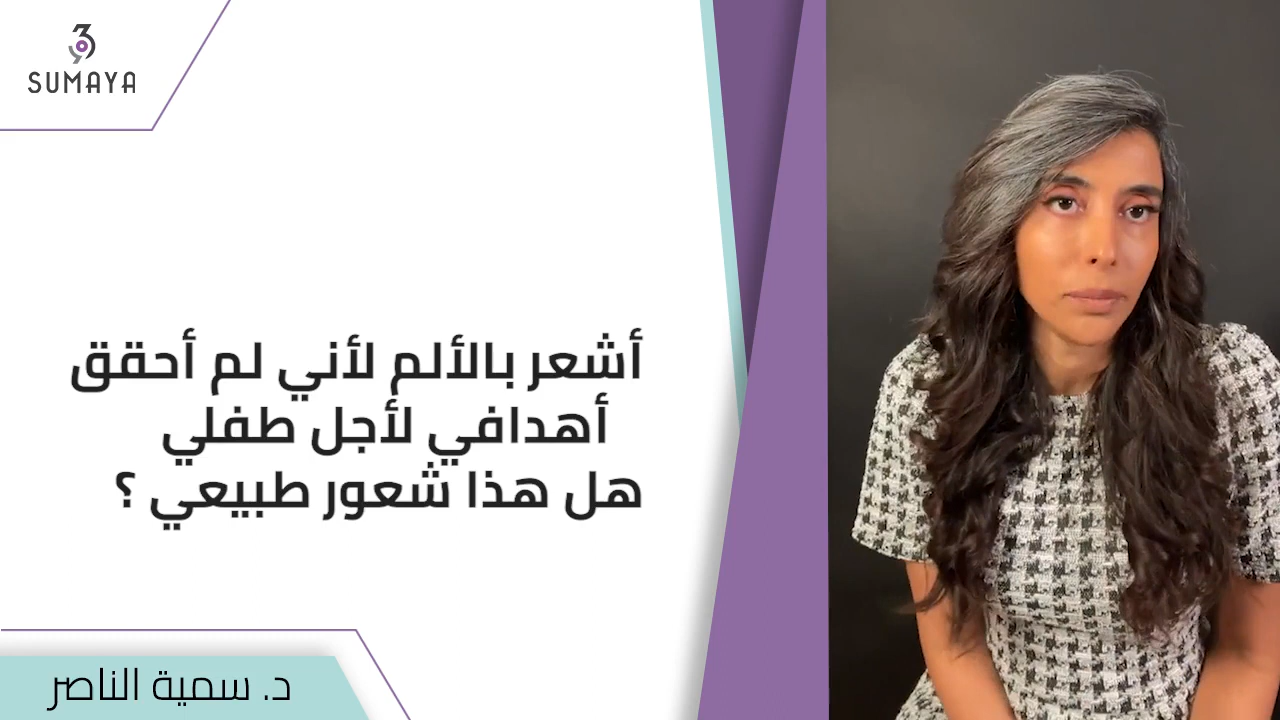 SUMAYA
أشعر بالألم لأني لم أحقق
أهدافي لأجل طفلي
هل هذا شعور طبيعي ؟
د. سمية الناصر